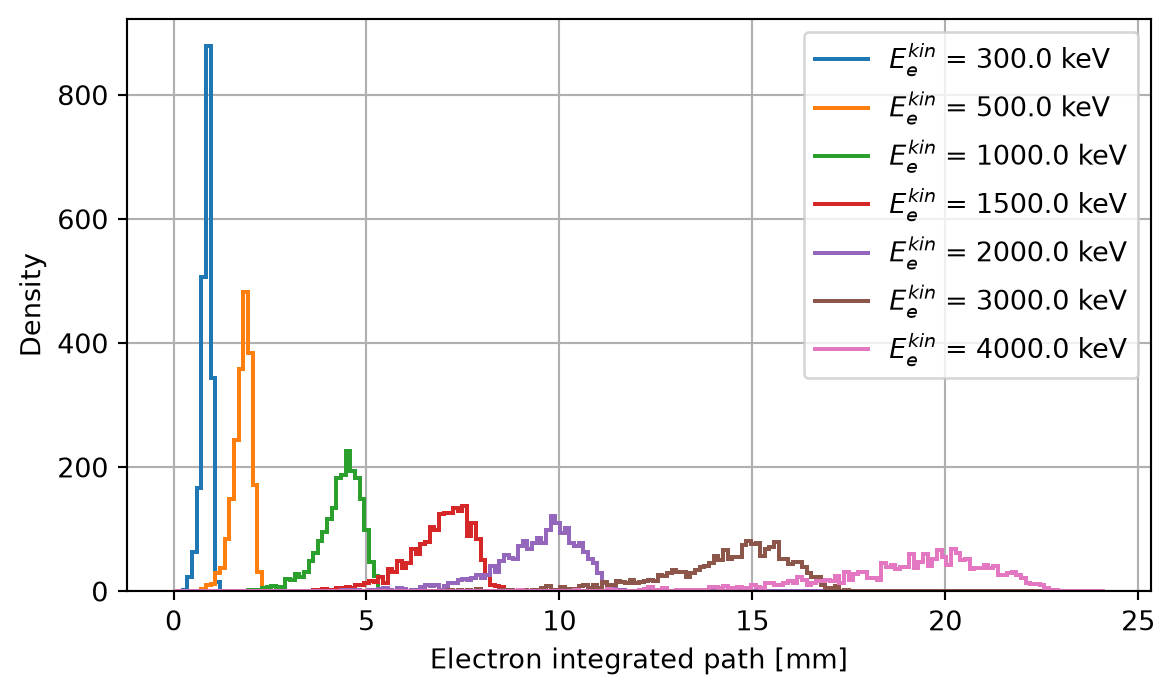 Density
800
600
400
200
0
0 5 10 15 20 25
Electron integrated path [mm]
$E_e^{kin}$ = 300.0 keV
$E_e^{kin}$ = 500.0 keV
$E_e^{kin}$ = 1000.0 keV
$E_e^{kin}$ = 1500.0 keV
$E_e^{kin}$ = 2000.0 keV
$E_e^{kin}$ = 3000.0 keV
$E_e^{kin}$ = 4000.0 keV